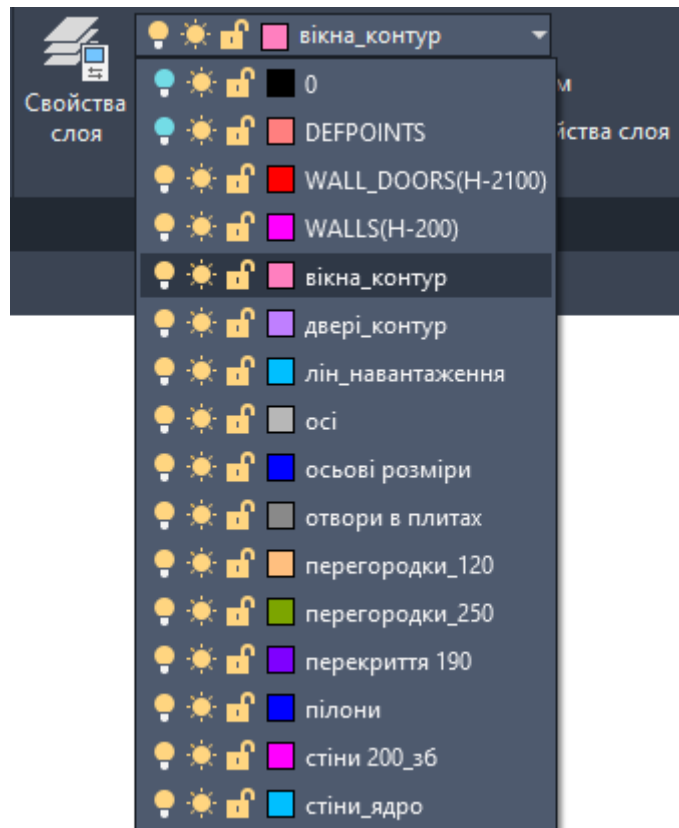 вікна_контур
Свойства
слоя
м
йства слоя
0
DEFPOINTS
WALL_DOORS(H-2100)
WALLS(H-200)
вікна_контур
двері_контур
лін_навантаження
осі
осьові розміри
отвори в плитах
перегородки_120
перегородки_250
перекриття 190
пілони
стіни 200_зб
стіни_ядро